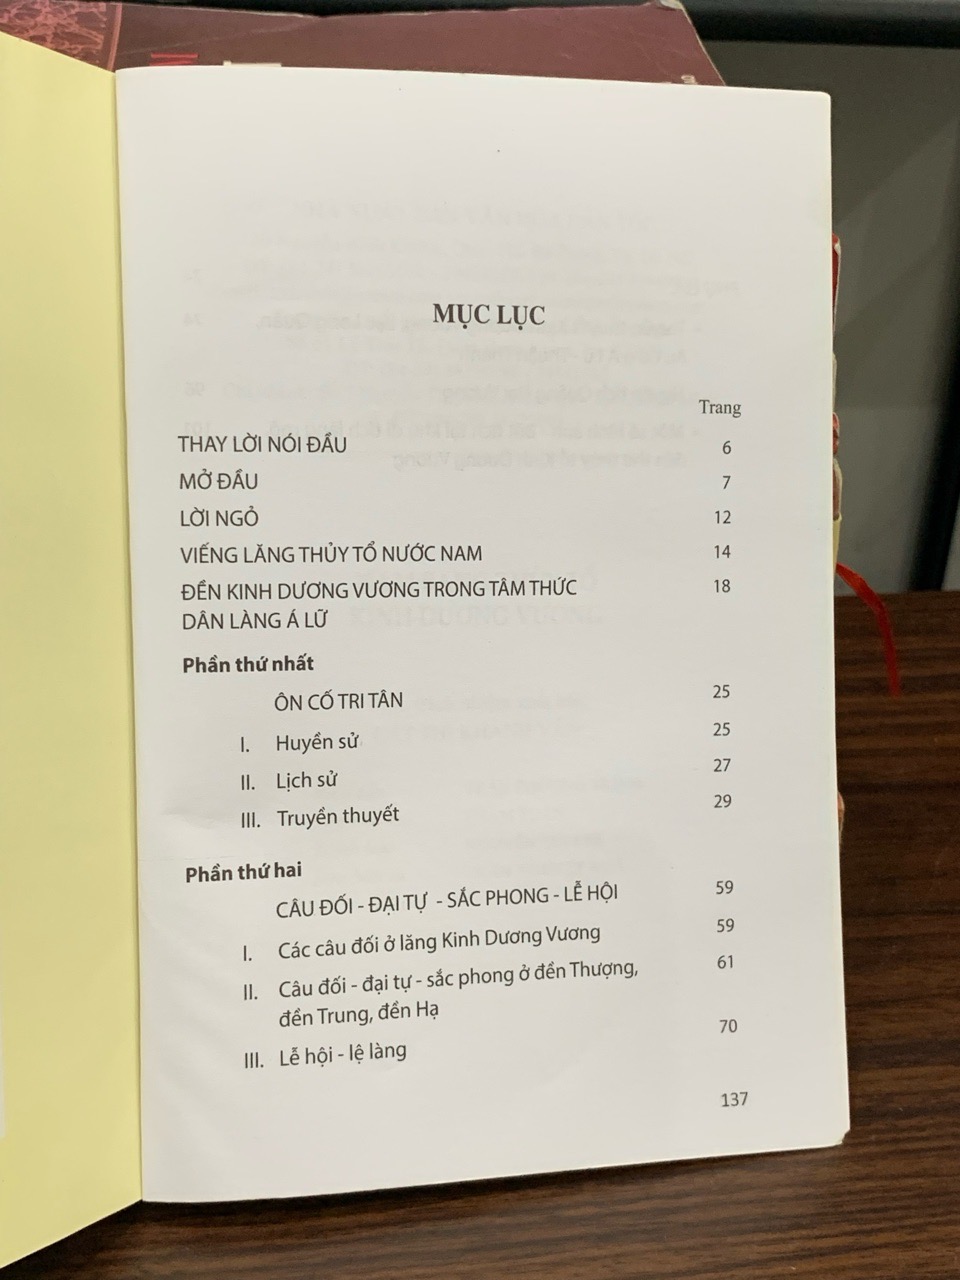 MỤC LỤC
Trang
THAY LỜI NÓI ĐẦU 6
MỞ ĐẦU 7
LỜI NGỎ 12
VIẾNG LĂNG THỦY TỔ NƯỚC NAM 14
ĐỀN KINH DƯƠNG VƯƠNG TRONG TÂM THỨC 18
DÂN LÀNG Á LỮ
Phần thứ nhất
ÔN CỐ TRI TÂN 25
I. Huyền sử 25
II. Lịch sử 27
III. Truyền thuyết 29
Phần thứ hai
CÂU ĐỐI - ĐẠI TỰ - SẮC PHONG - LỄ HỘI 59
I. Các câu đối ở lăng Kinh Dương Vương 59
II. Câu đối - đại tự - sắc phong ở đền Thượng, 61
đền Trung, đền Hạ
III. Lễ hội - lệ làng 70
137